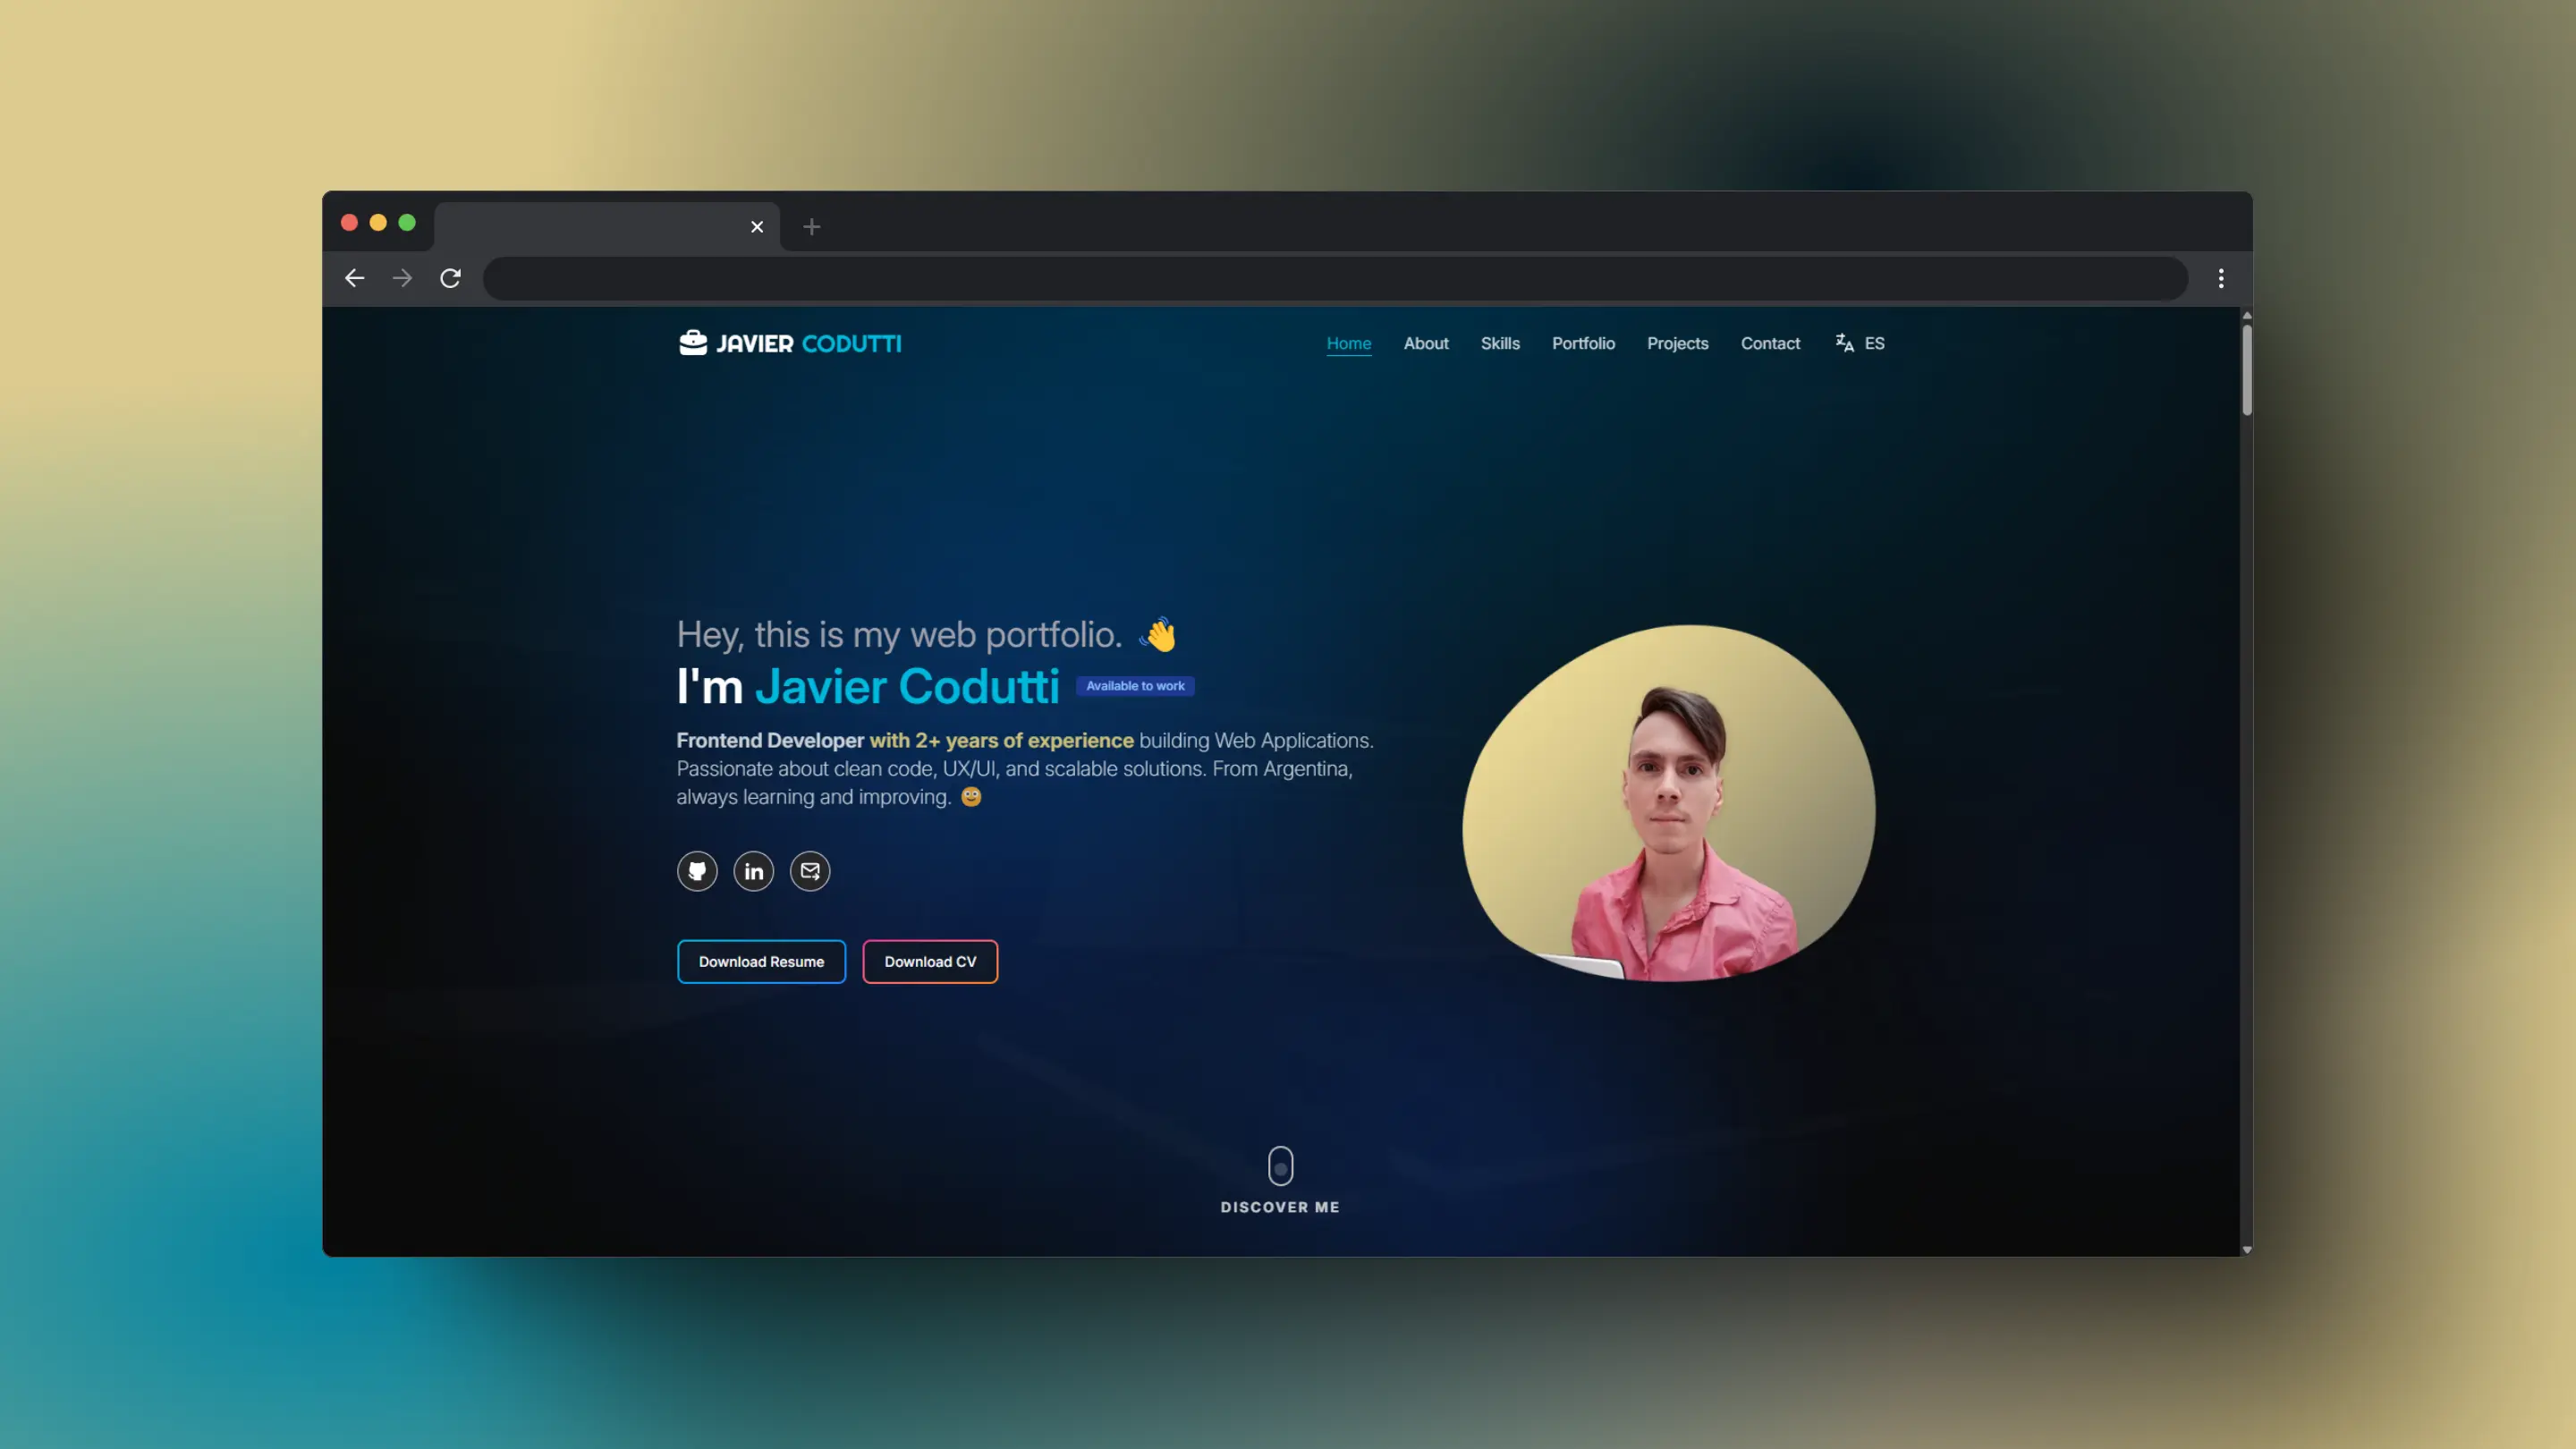 JAVIER CODUTTI
Home About Skills Portfolio Projects Contact ES
Hey, this is my web portfolio. 👋
I'm Javier Codutti Available to work
Frontend Developer with 2+ years of experience building Web Applications.
Passionate about clean code, UX/UI, and scalable solutions. From Argentina,
always learning and improving.
in
Download Resume Download CV
DISCOVER ME